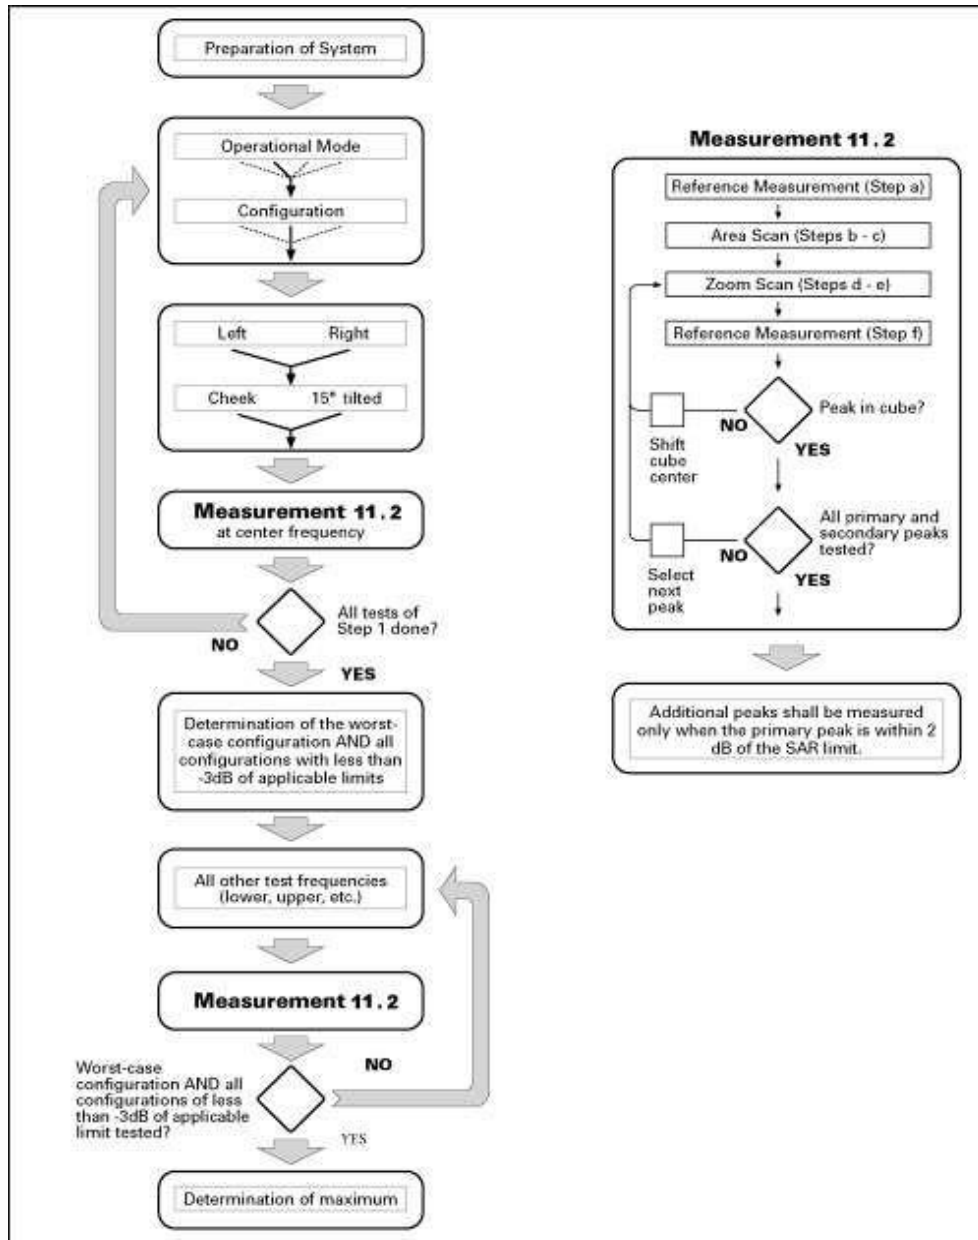 Preparation of System
Operational Mode
Configuration
Left Right
Cheek 15° tilted
Measurement 11.2
at center frequency
All tests of
Step 1 done?
NO
YES
Determination of the worst-
case configuration AND all
configurations with less than
-3dB of applicable limits
All other test frequencies
(lower, upper, etc.)
Measurement 11.2
Worst-case
configuration AND all
configurations of less
than -3dB of applicable
limit tested?
NO
YES
Determination of maximum
Measurement 11.2
Reference Measurement (Step a)
Area Scan (Steps b - c)
Zoom Scan (Steps d - e)
Reference Measurement (Step f)
Peak in cube?
NO
YES
Shift
cube
center
All primary and
secondary peaks
tested?
NO
YES
Select
next
peak
Additional peaks shall be measured
only when the primary peak is within 2
dB of the SAR limit.